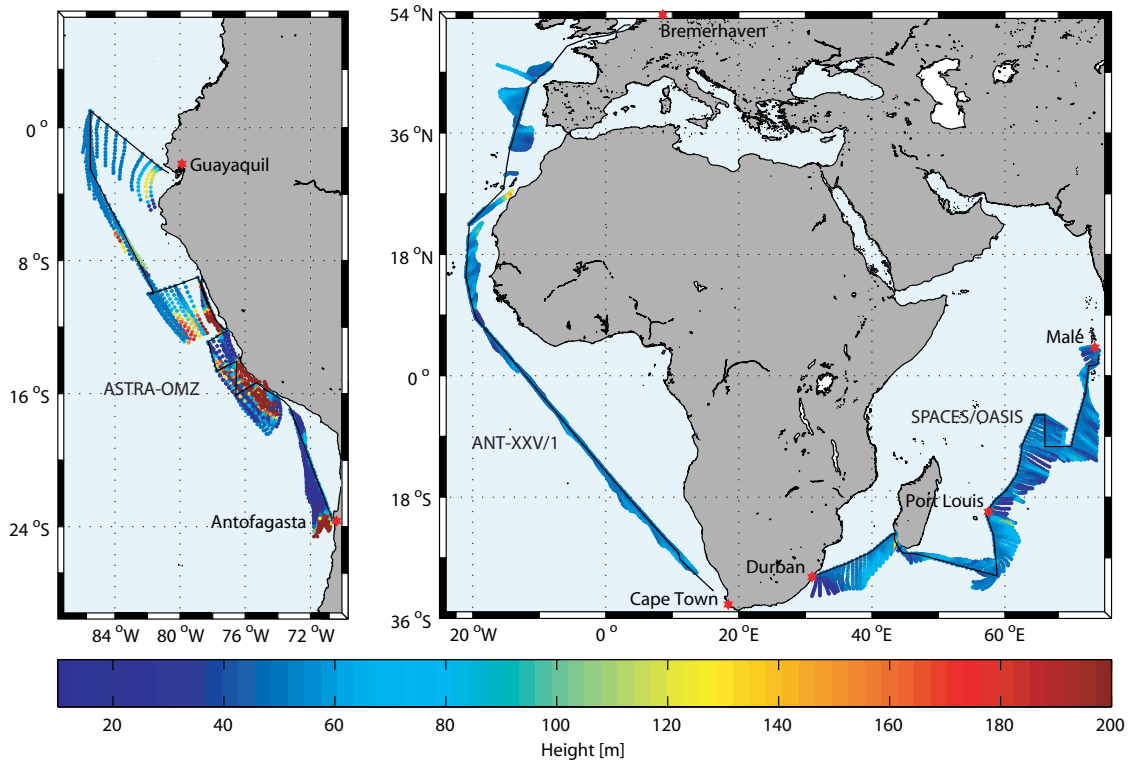 0 °
8 °S
16 °S
24 °S
84 °W
80 °W
76 °W
72 °W
Guayaquil
ASTRA-OMZ
Antofagasta
54 °N
36 °N
18 °N
0 °
18 °S
36 °S
20 °W
0 °
20 °E
40 °E
60 °E
Bremerhaven
Malé
SPACES/OASIS
ANT-XXV/1
Port Louis
Durban
Cape Town
20
40
60
80
100
120
140
160
180
200
Height [m]